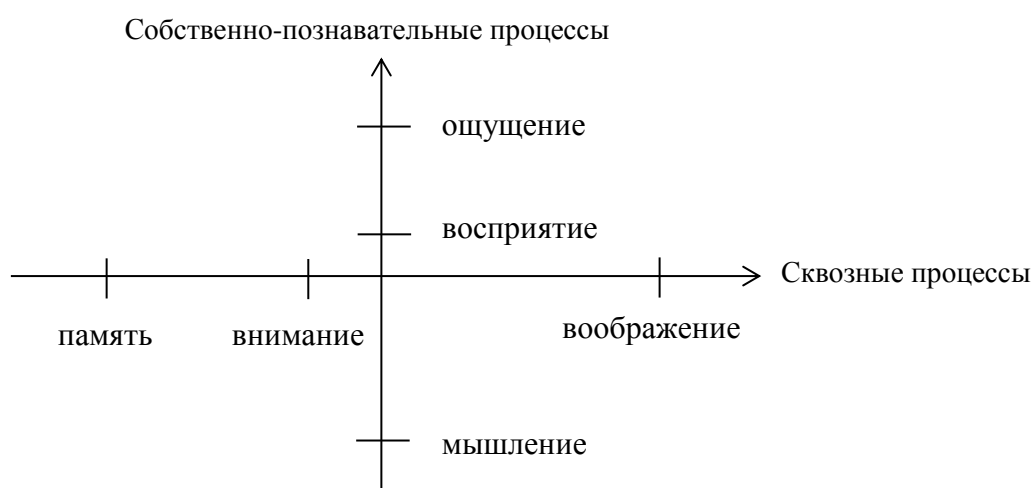 Собственно-познавательные процессы
ощущение
восприятие
Сквозные процессы
память
внимание
воображение
мышление